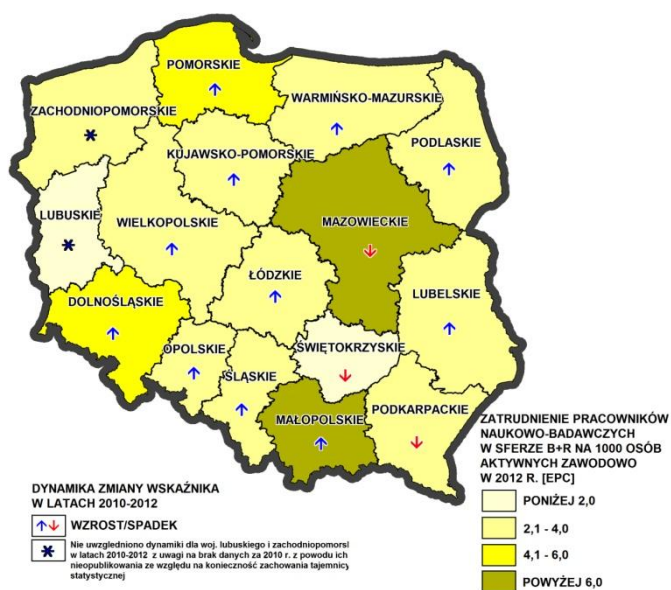 POMORSKIE
WARMIŃSKO-MAZURSKIE
ZACHODNIOPOMORSKIE
PODLASKIE
KUJAWSKO-POMORSKIE
LUBUSKIE
WIELKOPOLSKIE
MAZOWIECKIE
ŁÓDZKIE
DOLNOŚLĄSKIE
LUBELSKIE
OPOLSKIE
ŚWIĘTOKRZYSKIE
ŚLĄSKIE
MAŁOPOLSKIE
PODKARPACKIE
ZATRUDNIENIE PRACOWNIKÓW
NAUKOWO-BADAWCZYCH
W SFERZE B+R NA 1000 OSÓB
AKTYWNYCH ZAWODOWO
W 2012 R. [EPC]
PONIŻEJ 2,0
2,1 - 4,0
4,1 - 6,0
POWYŻEJ 6,0
DYNAMIKA ZMIANY WSKAŹNIKA
W LATACH 2010-2012
WZROST/SPADEK
Nie uwzgledniono dynamiki dla woj. lubuskiego i zachodniopomorsl
w latach 2010-2012 z uwagi na brak danych za 2010 r. z powodu ich
nieopublikowania ze względu na konieczność zachowania tajemnicy
statystycznej